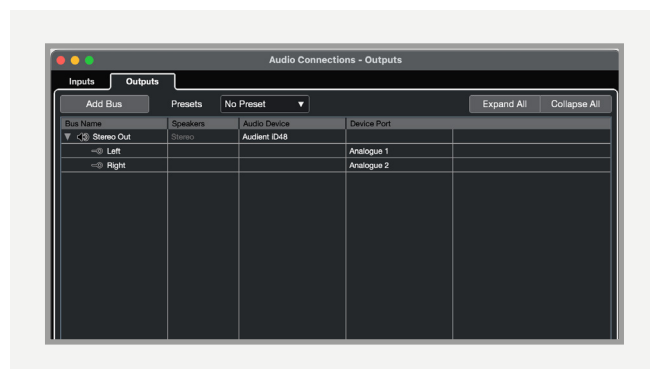 Audio Connections - Outputs
Inputs Outputs
Add Bus Presets No Preset Expand All Collapse All
Bus Name Speakers Audio Device Device Port
Stereo Out Stereo Audient iD48
Left Analogue 1
Right Analogue 2